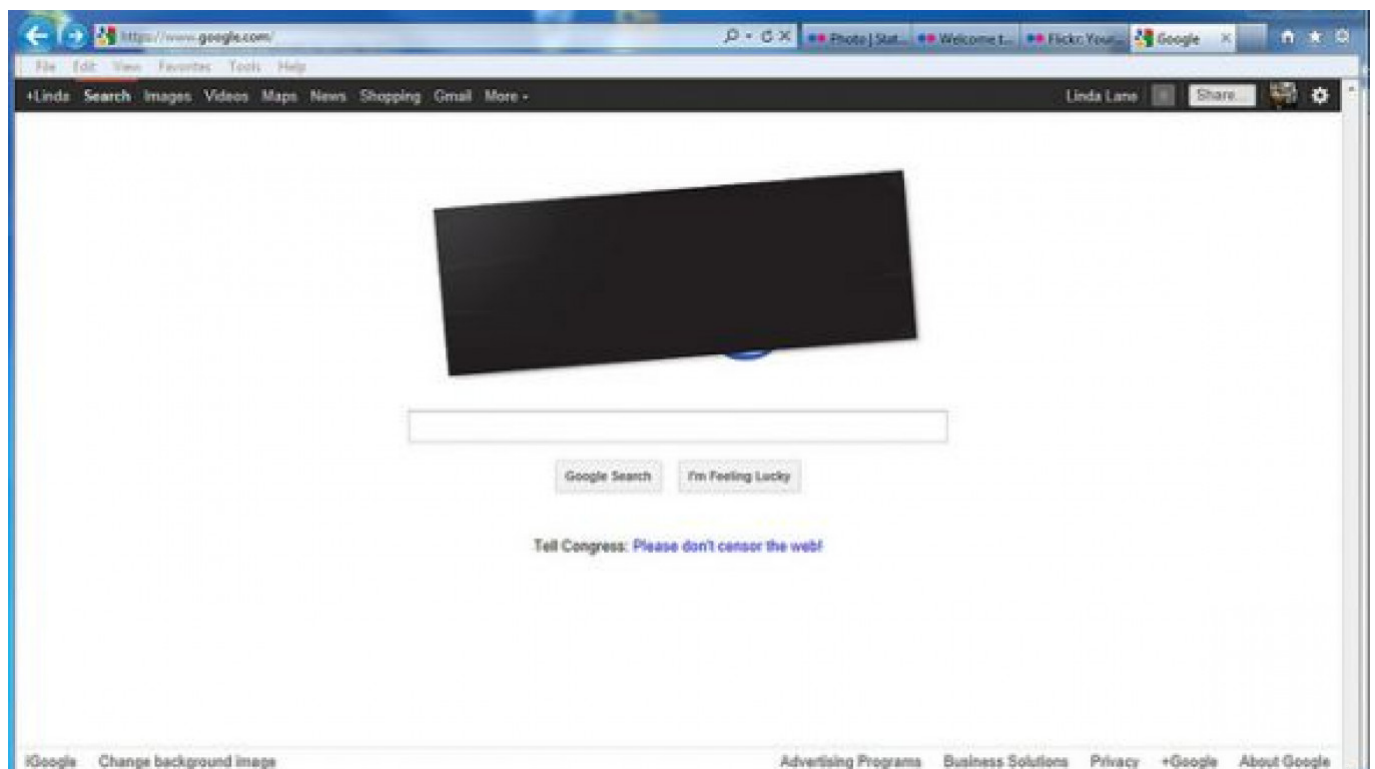 https://www.google.com/
Photo | Stat... Welcome t... Flickr: Your... Google
File Edit View Favorites Tools Help
+Linda Search Images Videos Maps News Shopping Gmail More
Linda Lane Share...
Google Search I'm Feeling Lucky
Tell Congress: Please don't censor the web!
iGoogle Change background image Advertising Programs Business Solutions Privacy +Google About Google